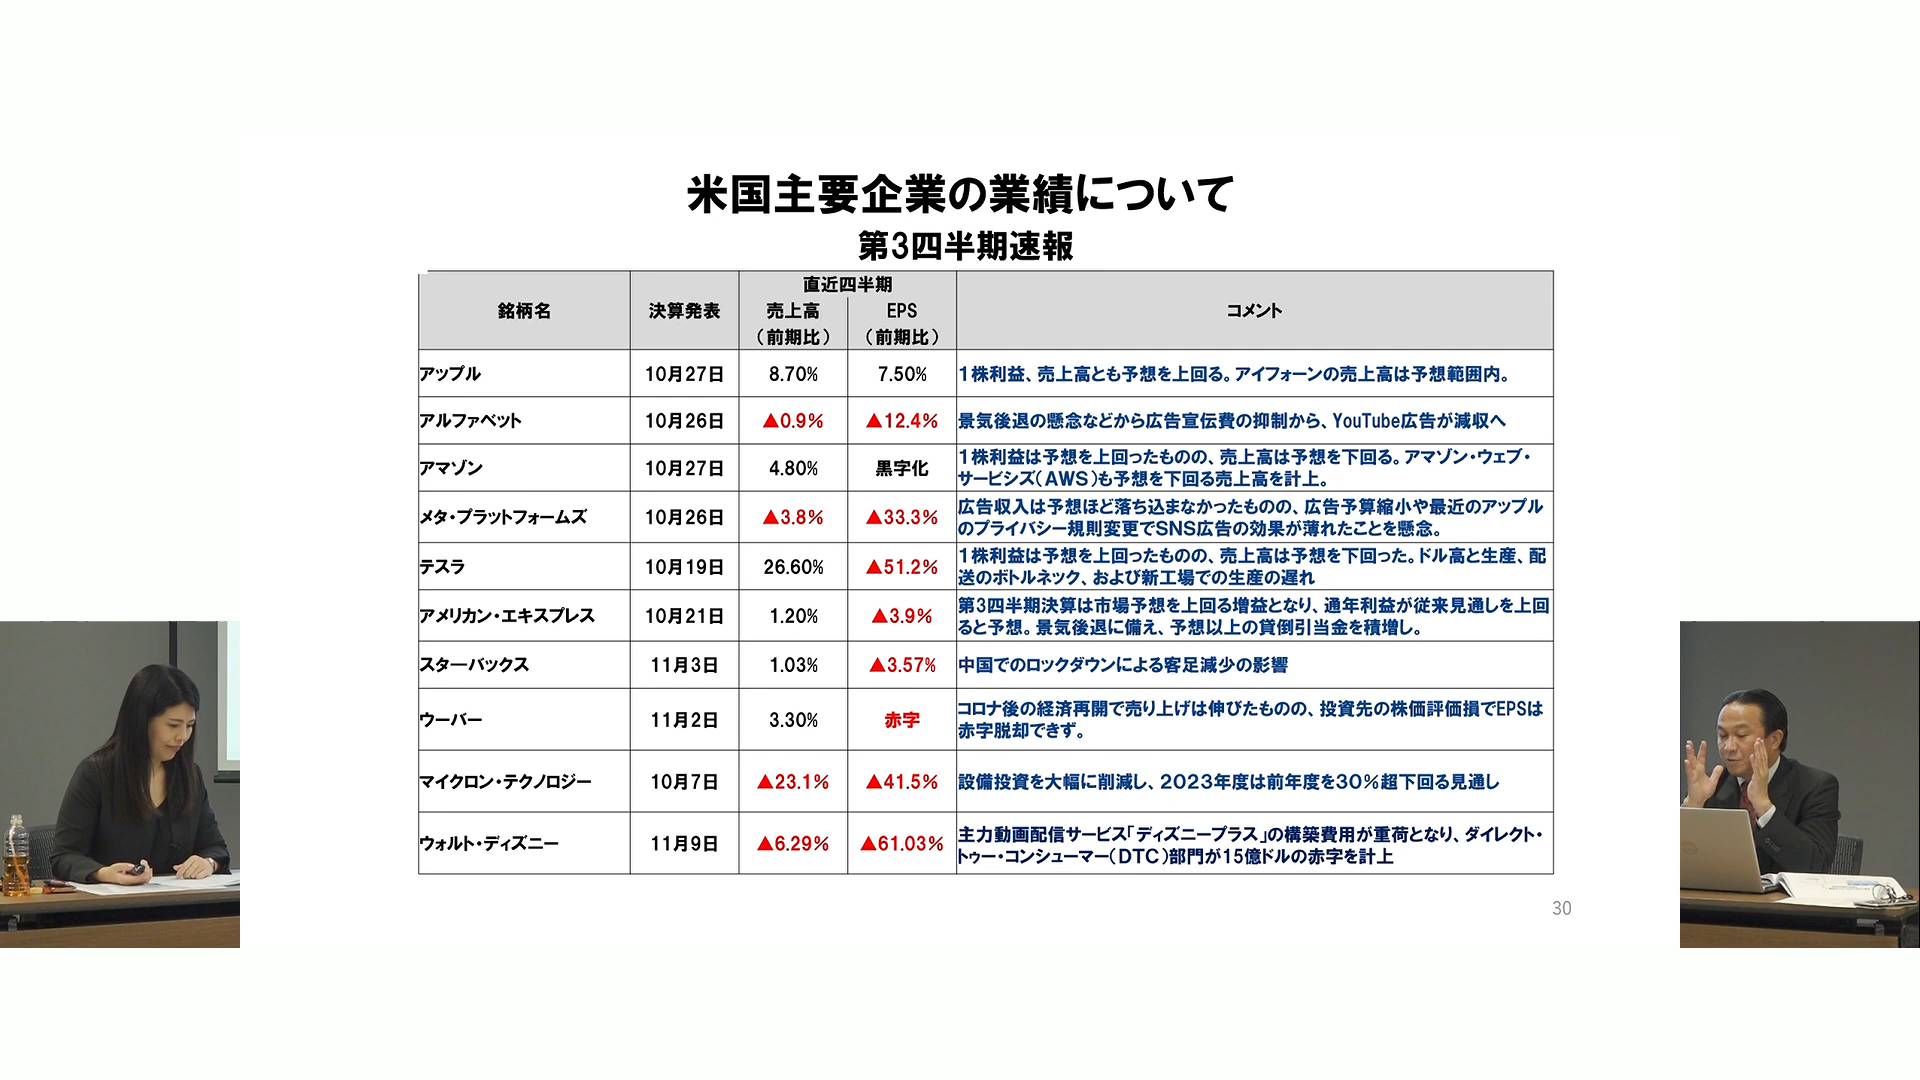 米国主要企業の業績について
第3四半期速報
銘柄名 決算発表 直近四半期 コメント
売上高 EPS
（前期比） （前期比）
アップル 10月27日 8.70% 7.50% 1株利益、売上高とも予想を上回る。アイフォーンの売上高は予想範囲内。
アルファベット 10月26日 ▲0.9% ▲12.4% 景気後退の懸念などから広告宣伝費の抑制から、YouTube広告が減収へ
アマゾン 10月27日 4.80% 黒字化 1株利益は予想を上回ったものの、売上高は予想を下回る。アマゾン・ウェブ・
サービシズ（AWS）も予想を下回る売上高を計上。
メタ・プラットフォームズ 10月26日 ▲3.8% ▲33.3% 広告収入は予想ほど落ち込まなかったものの、広告予算縮小や最近のアップル
のプライバシー規則変更でSNS広告の効果が薄れたことを懸念。
テスラ 10月19日 26.60% ▲51.2% 1株利益は予想を上回ったものの、売上高は予想を下回った。ドル高と生産、配
送のボトルネック、および新工場での生産の遅れ
アメリカン・エキスプレス 10月21日 1.20% ▲3.9% 第3四半期決算は市場予想を上回る増益となり、通年利益が従来見通しを上回
ると予想。景気後退に備え、予想以上の貸倒引当金を積増し。
スターバックス 11月3日 1.03% ▲3.57% 中国でのロックダウンによる客足減少の影響
ウーバー 11月2日 3.30% 赤字 コロナ後の経済再開で売り上げは伸びたものの、投資先の株価評価損でEPSは
赤字脱却できず。
マイクロン・テクノロジー 10月7日 ▲23.1% ▲41.5% 設備投資を大幅に削減し、2023年度は前年度を30％超下回る見通し
ウォルト・ディズニー 11月9日 ▲6.29% ▲61.03% 主力動画配信サービス「ディズニープラス」の構築費用が重荷となり、ダイレクト・
トゥー・コンシューマー（DTC）部門が15億ドルの赤字を計上
30